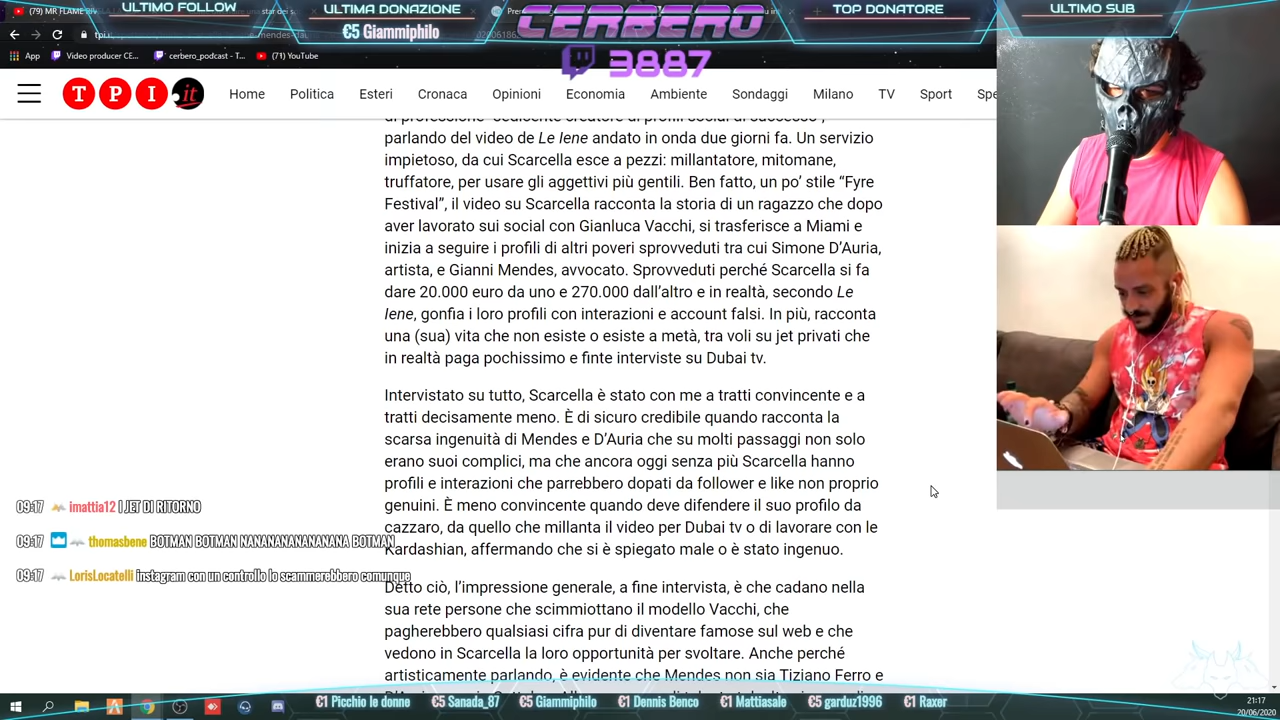 ULTIMO FOLLOW
ULTIMA DONAZIONE
€5 Giammiphilo
CERBERO
3887
TOP DONATORE
ULTIMO SUB
App
Video producer CE...
cerbero_podcast - T...
(71) YouTube
TPI.it
Home
Politica
Esteri
Cronaca
Opinioni
Economia
Ambiente
Sondaggi
Milano
TV
Sport
Spe
di professione “sedicente creatore di profili social di successo”,
parlando del video de Le Iene andato in onda due giorni fa. Un servizio
impietoso, da cui Scarcella esce a pezzi: millantatore, mitomane,
truffatore, per usare gli aggettivi più gentili. Ben fatto, un po’ stile “Fyre
Festival”, il video su Scarcella racconta la storia di un ragazzo che dopo
aver lavorato sui social con Gianluca Vacchi, si trasferisce a Miami e
inizia a seguire i profili di altri poveri sprovveduti tra cui Simone D’Auria,
artista, e Gianni Mendes, avvocato. Sprovveduti perché Scarcella si fa
dare 20.000 euro da uno e 270.000 dall’altro e in realtà, secondo Le
Iene, gonfia i loro profili con interazioni e account falsi. In più, racconta
una (sua) vita che non esiste o esiste a metà, tra voli su jet privati che
in realtà paga pochissimo e finte interviste su Dubai tv.
Intervistato su tutto, Scarcella è stato con me a tratti convincente e a
tratti decisamente meno. È di sicuro credibile quando racconta la
scarsa ingenuità di Mendes e D’Auria che su molti passaggi non solo
erano suoi complici, ma che ancora oggi senza più Scarcella hanno
profili e interazioni che parrebbero dopati da follower e like non proprio
genuini. È meno convincente quando deve difendere il suo profilo da
cazzaro, da quello che millanta il video per Dubai tv o di lavorare con le
Kardashian, affermando che si è spiegato male o è stato ingenuo.
Detto ciò, l’impressione generale, a fine intervista, è che cadano nella
sua rete persone che scimmiottano il modello Vacchi, che
pagherebbero qualsiasi cifra pur di diventare famose sul web e che
vedono in Scarcella la loro opportunità per svoltare. Anche perché
artisticamente parlando, è evidente che Mendes non sia Tiziano Ferro e
09:17 imattia12 I JET DI RITORNO
09:17 thomasbene BOTMAN BOTMAN NANANANANANANA BOTMAN
09:17 LorisLocatelli instagram con un controllo lo scammerebbero comunque
€1 Picchio le donne
€5 Sanada_87
€5 Giammiphilo
€1 Dennis Benco
€1 Mattiasale
€5 garduz1996
€1 Raxer
21:17
20/06/2020